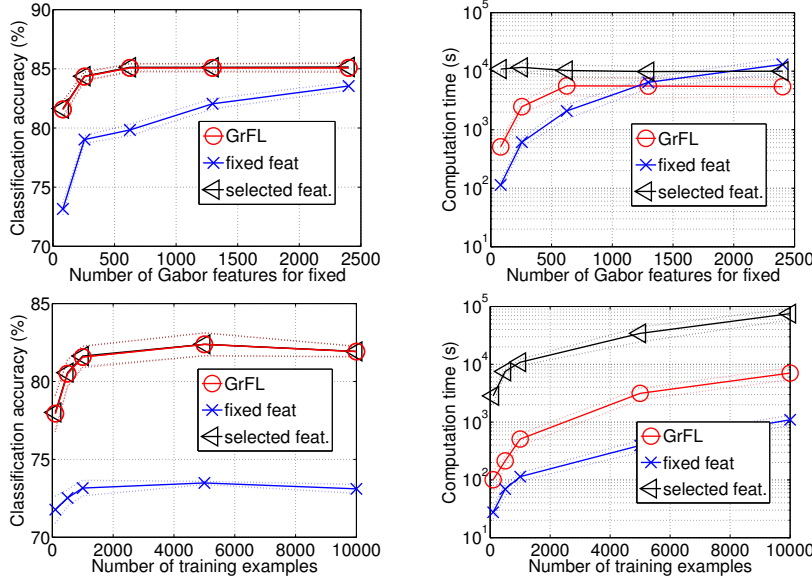 Classification accuracy (%)
90
85
80
75
70
0
500
1000
1500
2000
2500
Number of Gabor features for fixed
GrFL
fixed feat
selected feat.
Computation time (s)
10^5
10^4
10^3
10^2
10^1
0
500
1000
1500
2000
2500
Number of Gabor features for fixed
GrFL
fixed feat
selected feat.
Classification accuracy (%)
85
82
80
77
75
72
70
0
2000
4000
6000
8000
10000
Number of training examples
GrFL
fixed feat
selected feat.
Computation time (s)
10^5
10^4
10^3
10^2
10^1
0
2000
4000
6000
8000
10000
Number of training examples
GrFL
fixed feat
selected feat.